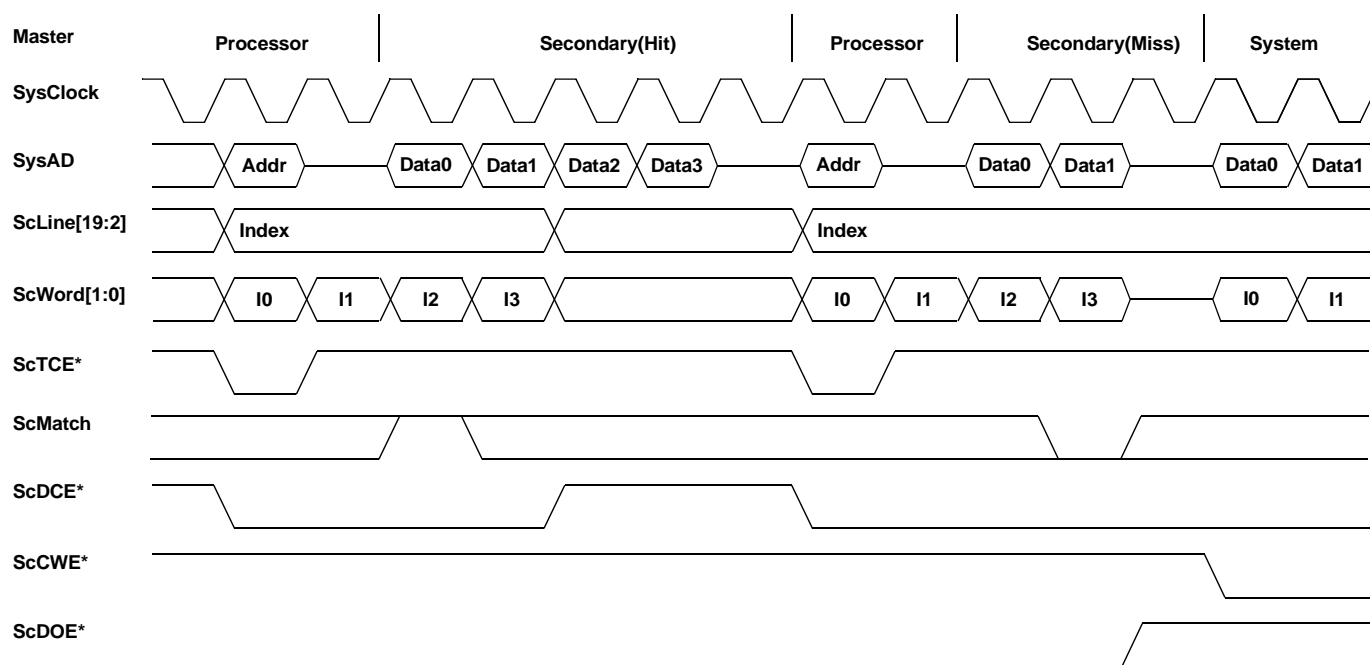 Master Processor Secondary(Hit) Processor Secondary(Miss) System
SysClock
SysAD Addr Data0 Data1 Data2 Data3 Addr Data0 Data1 Data0 Data1
ScLine[19:2] Index Index
ScWord[1:0] I0 I1 I2 I3 I0 I1 I2 I3 I0 I1
ScTCE*
ScMatch
ScDCE*
ScCWE*
ScDOE*